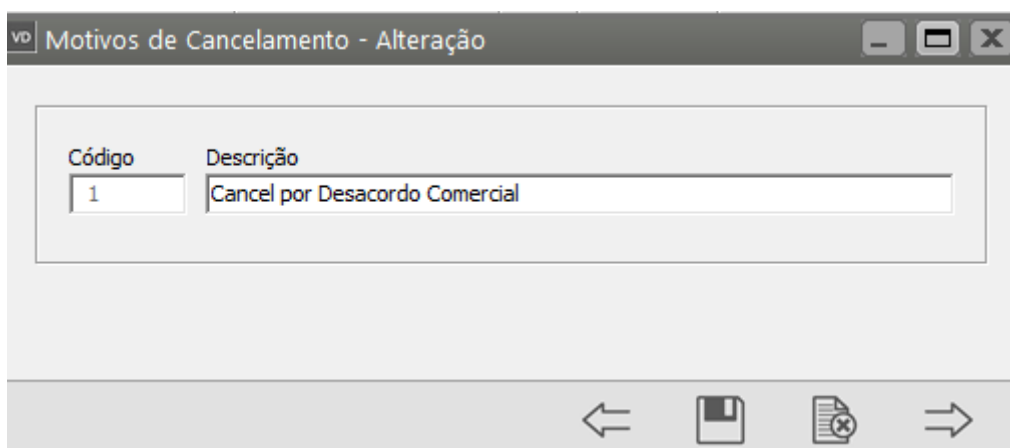 VD Motivos de Cancelamento - Alteração
Código Descrição
1 Cancel por Desacordo Comercial